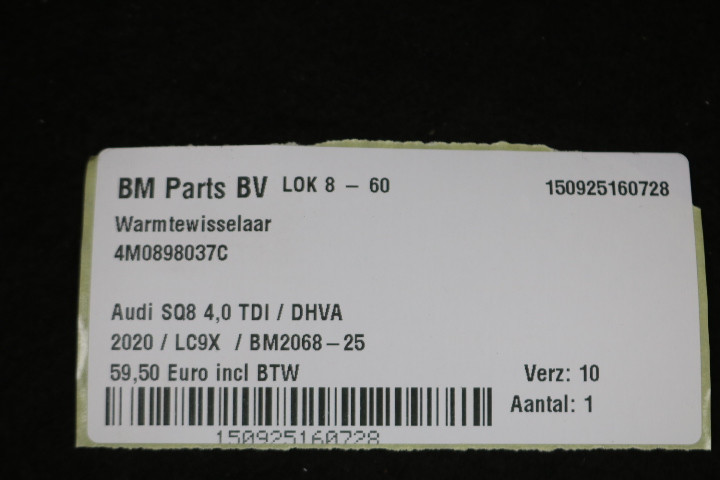 BM Parts BV LOK 8 - 60 150925160728
Warmtewisselaar
4M0898037C
Audi SQ8 4,0 TDI / DHVA
2020 / LC9X / BM2068-25
59,50 Euro incl BTW Verz: 10
Aantal: 1
150925160728